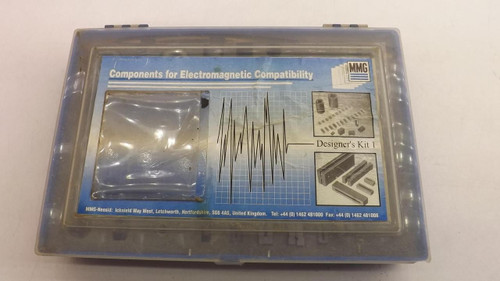 MMG
Components for Electromagnetic Compatibility
Designer's Kit 1
MMG-Neosid: Icknield Way West, Letchworth, Hertfordshire, SG6 4AS, United Kingdom. Tel: +44 (0) 1462 481000 Fax: +44 (0) 1462 481008